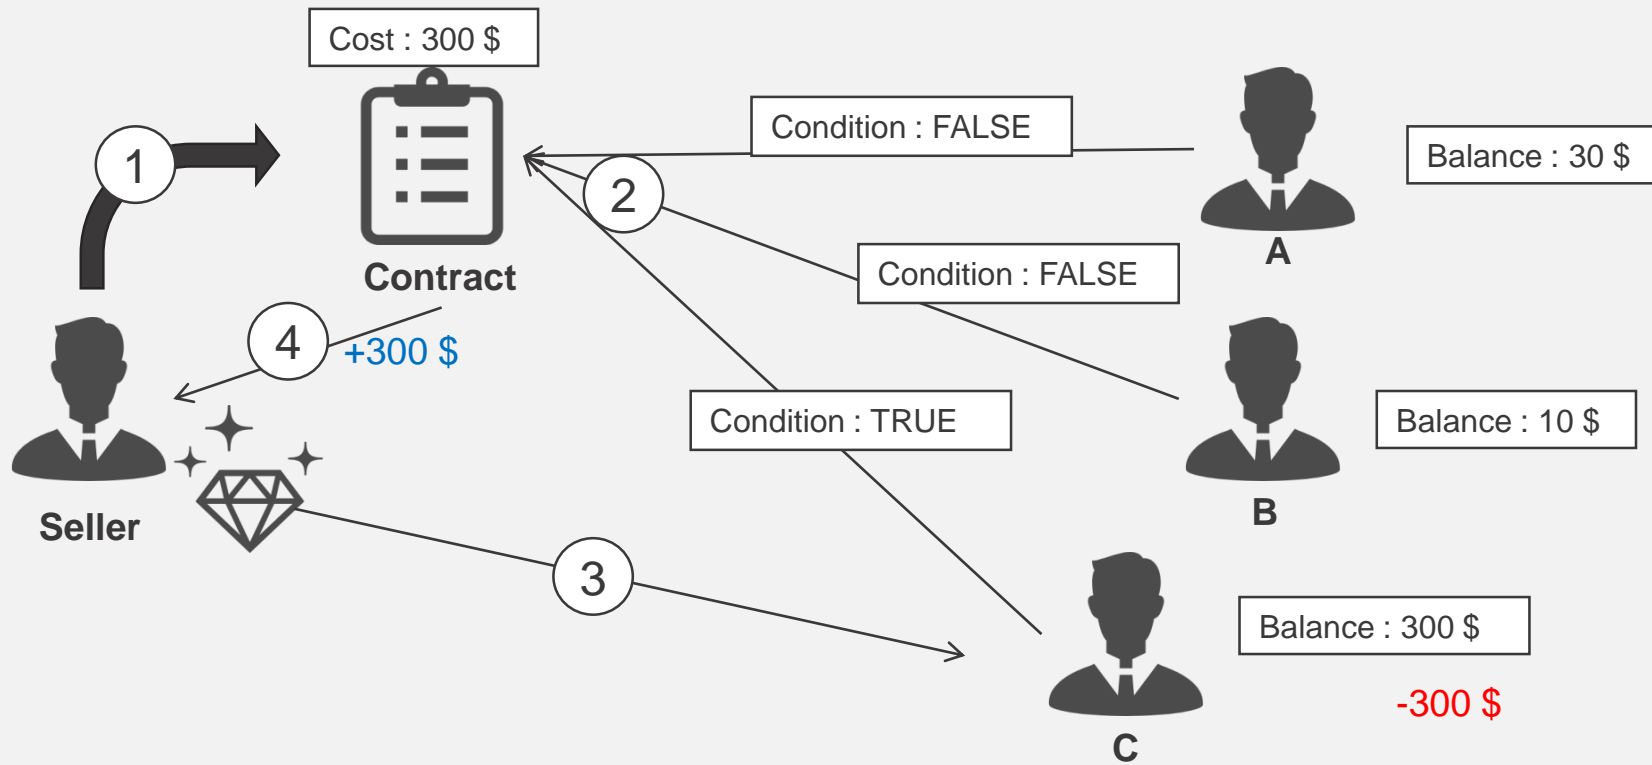 Cost : 300 $
Condition : FALSE
1
Balance : 30 $
2
A
Condition : FALSE
Contract
4
+300 $
Condition : TRUE
Balance : 10 $
Seller
B
3
Balance : 300 $
-300 $
C